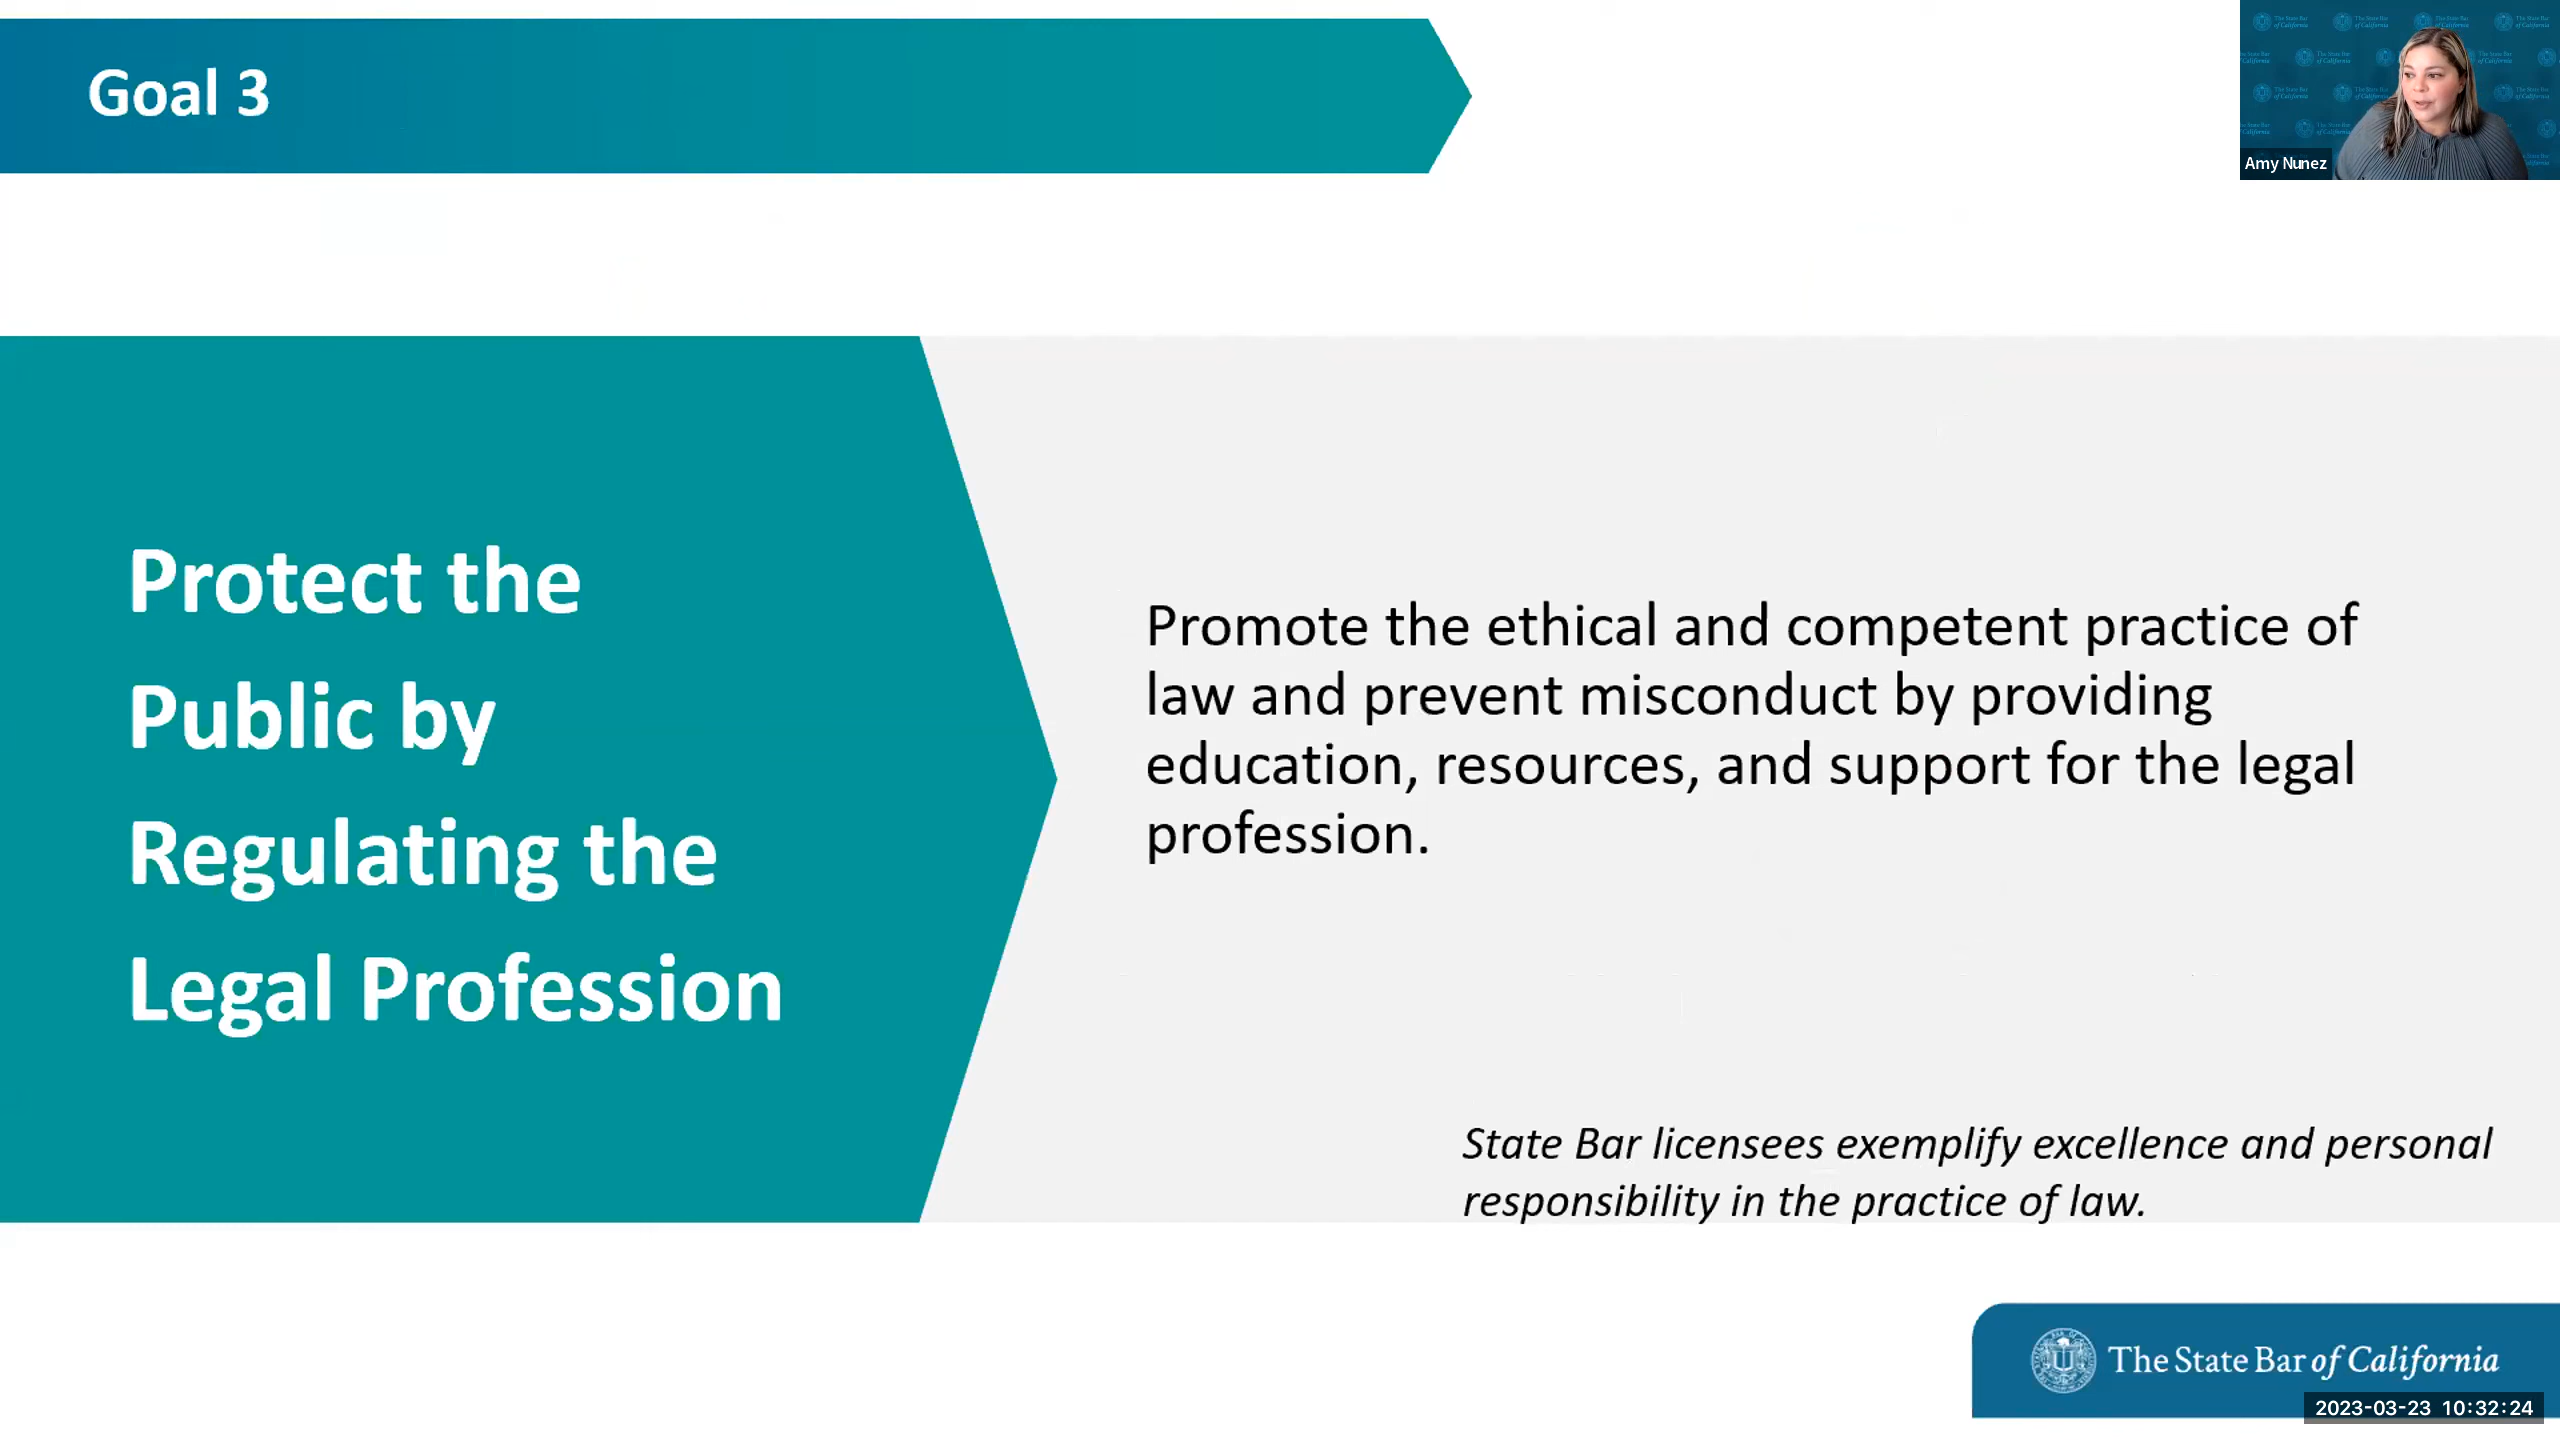 Goal 3
Amy Nunez
Protect the
Public by
Regulating the
Legal Profession
Promote the ethical and competent practice of
law and prevent misconduct by providing
education, resources, and support for the legal
profession.
State Bar licensees exemplify excellence and personal
responsibility in the practice of law.
The State Bar of California
2023-03-23 10:32:24